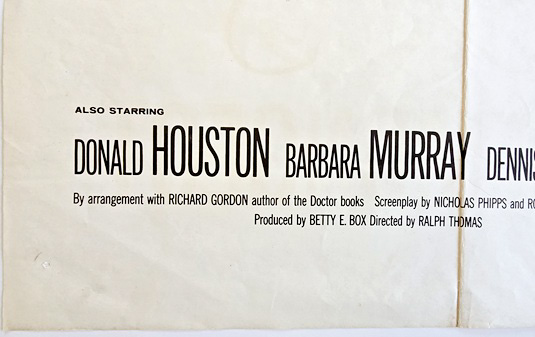 ALSO STARRING
DONALD HOUSTON BARBARA MURRAY
By arrangement with RICHARD GORDON author of the Doctor books Screenplay by NICHOLAS PHIPPS and
Produced by BETTY E. BOX Directed by RALPH THOMAS